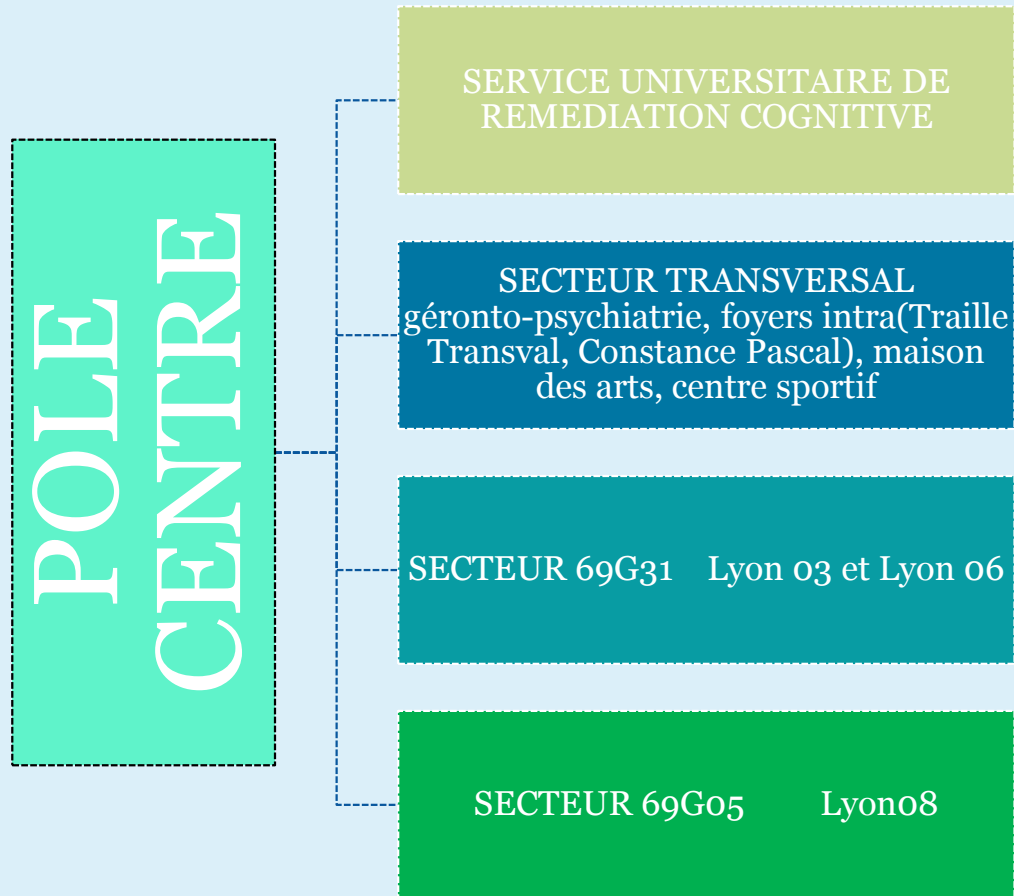 POLE
CENTRE
SERVICE UNIVERSITAIRE DE
REMEDIATION COGNITIVE
SECTEUR TRANSVERSAL
géronto-psychiatrie, foyers intra(Traille
Transval, Constance Pascal), maison
des arts, centre sportif
SECTEUR 69G31 Lyon 03 et Lyon 06
SECTEUR 69G05 Lyon08